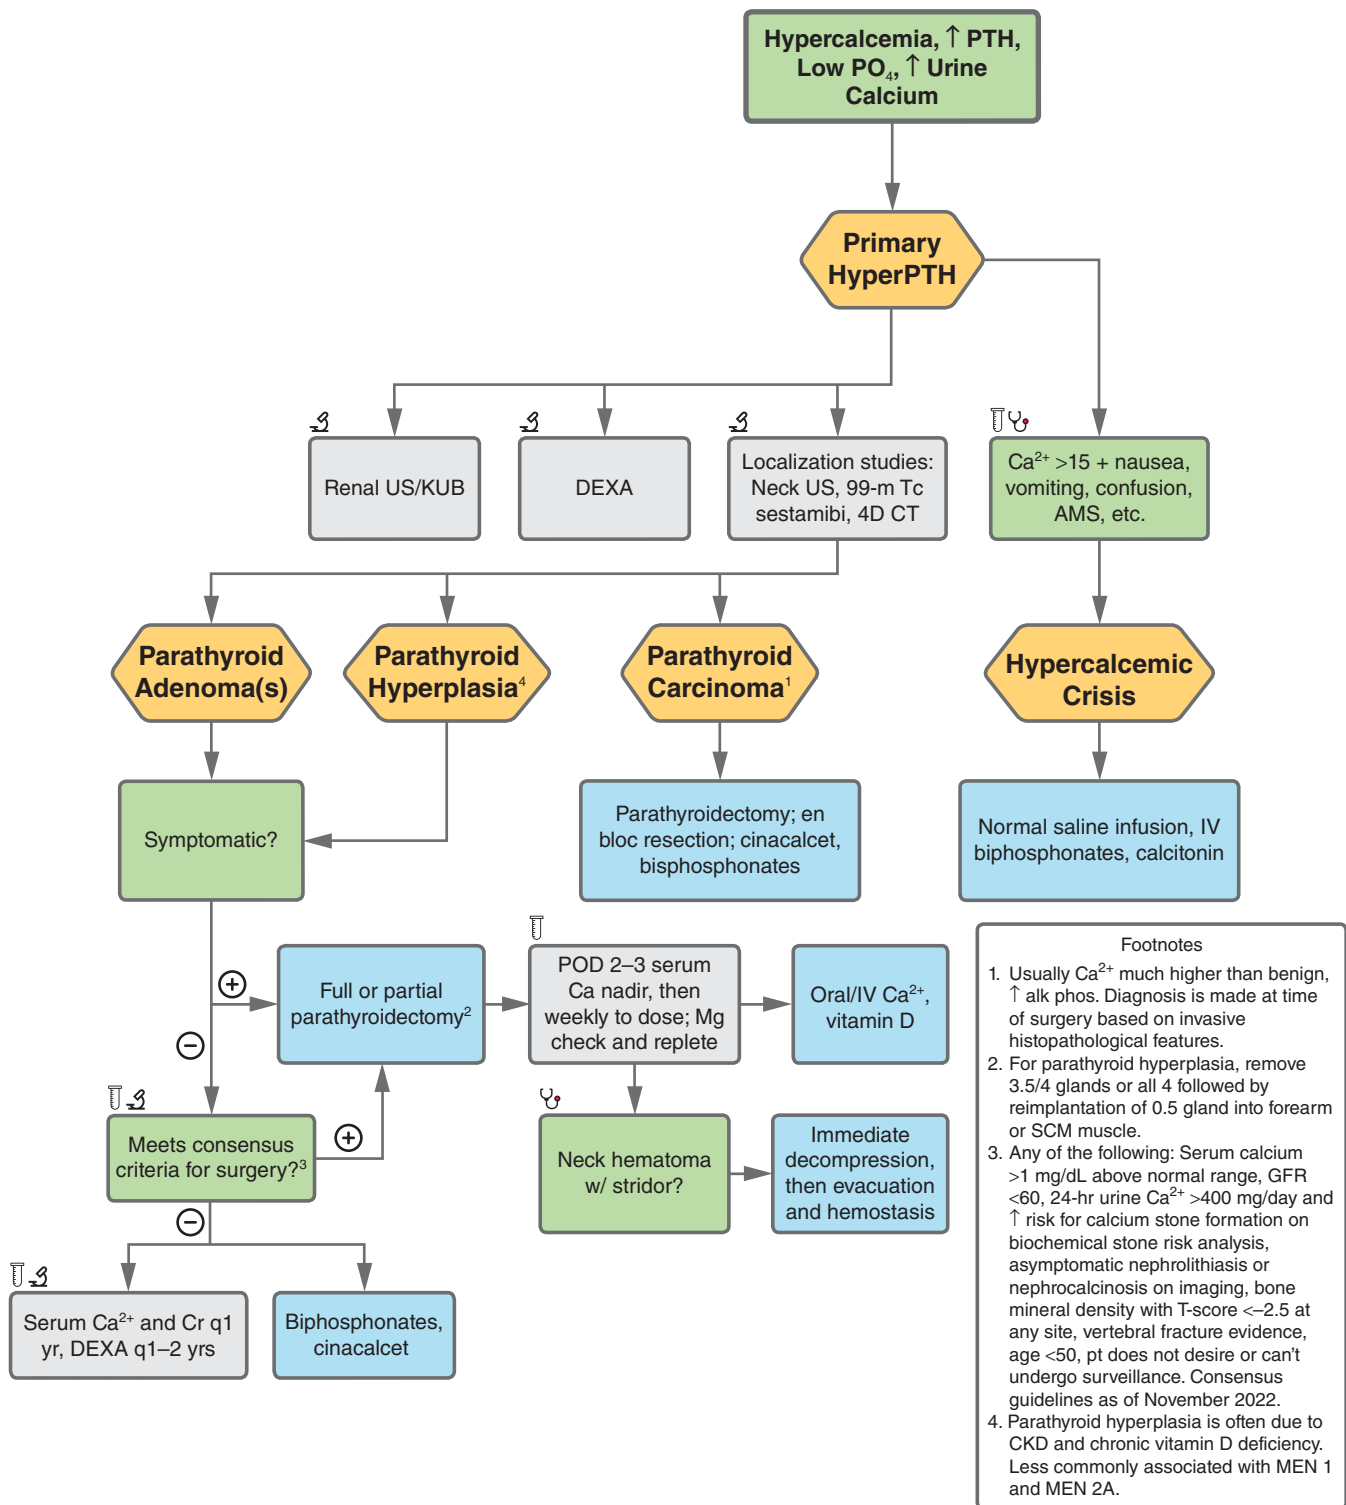 Hypercalcemia, ↑ PTH,
Low PO₄, ↑ Urine
Calcium
Primary
HyperPTH
Renal US/KUB
DEXA
Localization studies:
Neck US, 99-m Tc
sestamibi, 4D CT
Ca²⁺ >15 + nausea,
vomiting, confusion,
AMS, etc.
Parathyroid
Adenoma(s)
Parathyroid
Hyperplasia⁴
Parathyroid
Carcinoma¹
Hypercalcemic
Crisis
Symptomatic?
Parathyroidectomy; en
bloc resection; cinacalcet,
bisphosphonates
Normal saline infusion, IV
biphosphonates, calcitonin
+
−
Full or partial
parathyroidectomy²
POD 2–3 serum
Ca nadir, then
weekly to dose; Mg
check and replete
Oral/IV Ca²⁺,
vitamin D
Meets consensus
criteria for surgery?³
+
−
Neck hematoma
w/ stridor?
Immediate
decompression,
then evacuation
and hemostasis
Serum Ca²⁺ and Cr q1
yr, DEXA q1–2 yrs
Biphosphonates,
cinacalcet
Footnotes
1. Usually Ca²⁺ much higher than benign,
↑ alk phos. Diagnosis is made at time
of surgery based on invasive
histopathological features.
2. For parathyroid hyperplasia, remove
3.5/4 glands or all 4 followed by
reimplantation of 0.5 gland into forearm
or SCM muscle.
3. Any of the following: Serum calcium
>1 mg/dL above normal range, GFR
<60, 24-hr urine Ca²⁺ >400 mg/day and
↑ risk for calcium stone formation on
biochemical stone risk analysis,
asymptomatic nephrolithiasis or
nephrocalcinosis on imaging, bone
mineral density with T-score <–2.5 at
any site, vertebral fracture evidence,
age <50, pt does not desire or can't
undergo surveillance. Consensus
guidelines as of November 2022.
4. Parathyroid hyperplasia is often due to
CKD and chronic vitamin D deficiency.
Less commonly associated with MEN 1
and MEN 2A.